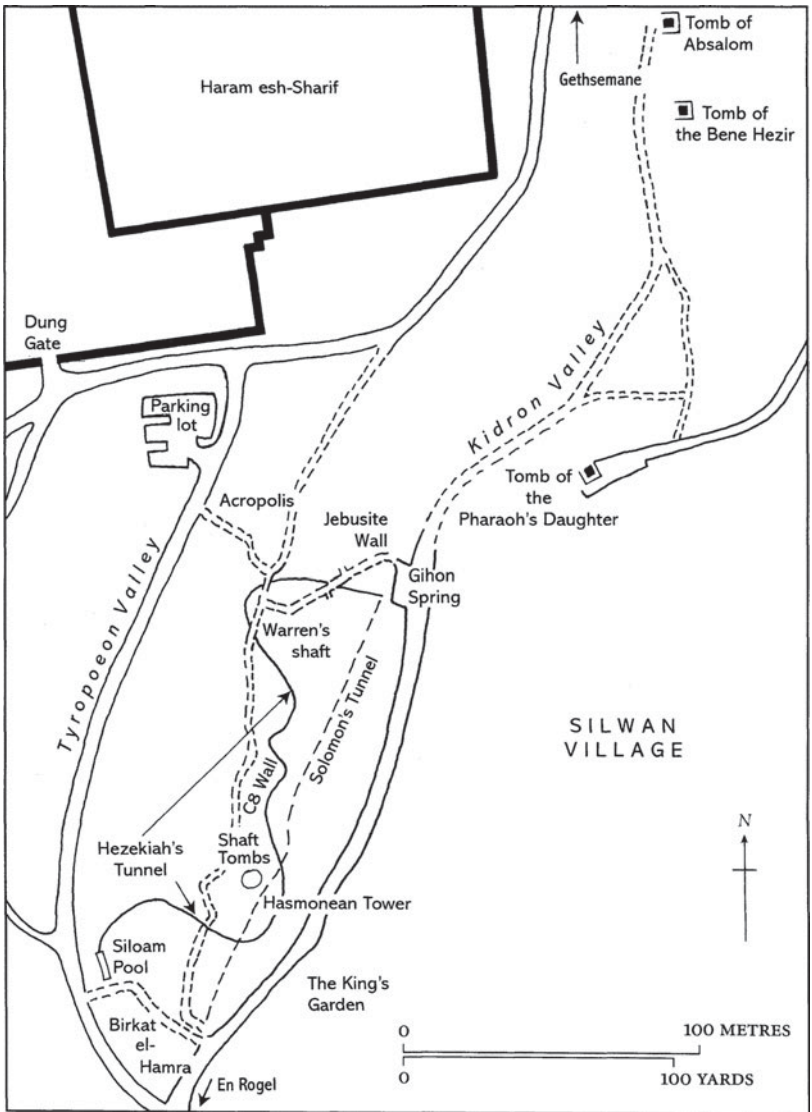 Tomb of
Absalom
Haram esh-Sharif
Gethsemane
Tomb of
the Bene Hezir
Dung
Gate
Parking
lot
Kidron Valley
Tomb of
the
Pharaoh's Daughter
Acropolis
Jebusite
Wall
Gihon
Spring
Tyropoeon Valley
Warren's
shaft
Solomon's Tunnel
SILWAN
VILLAGE
C8 Wall
Hezekiah's
Tunnel
Shaft
Tombs
N
Hasmonean Tower
Siloam
Pool
The King's
Garden
Birkat
el-
Hamra
En Rogel
0 100 METRES
0 100 YARDS